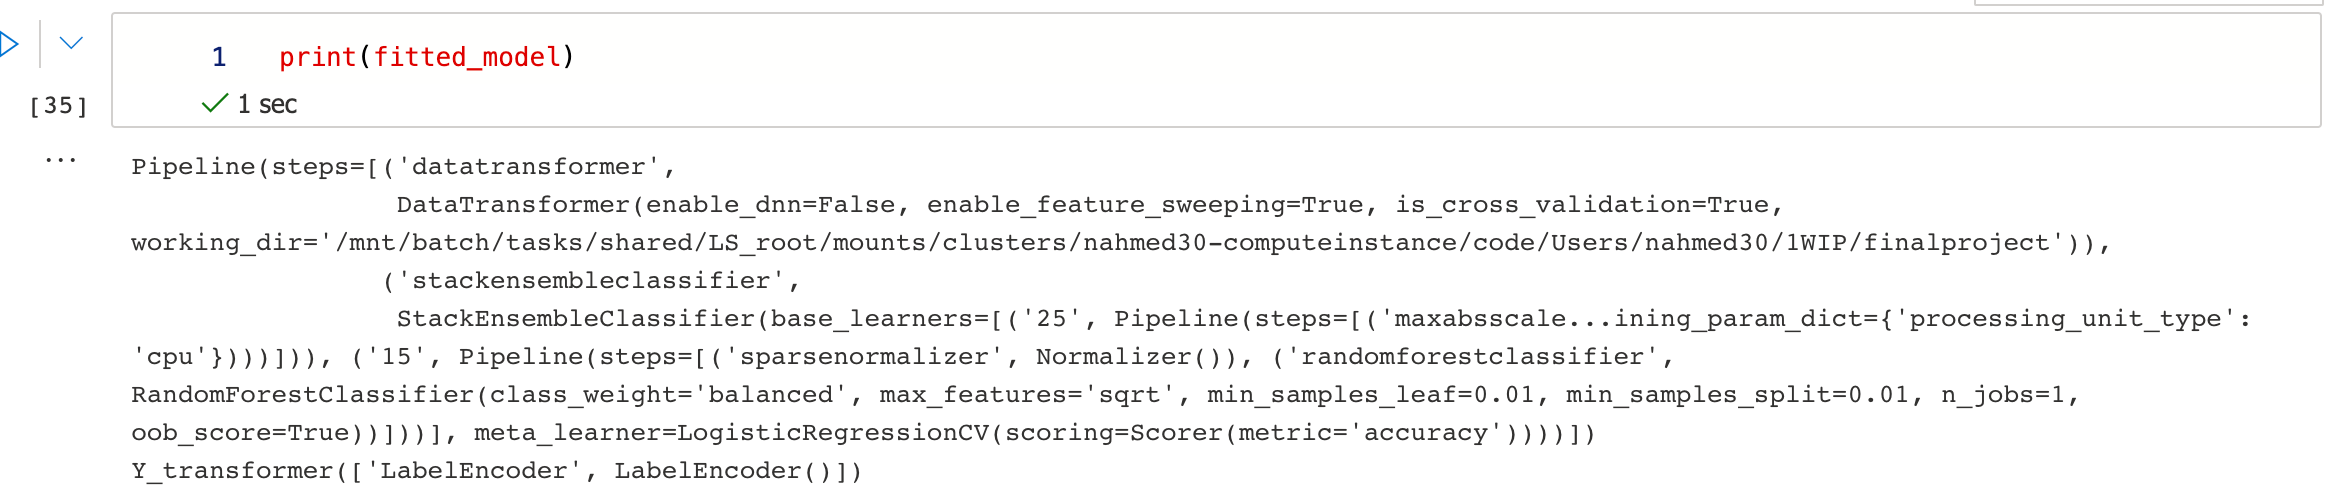 1 print(fitted_model)
[35] 1 sec
...
Pipeline(steps=[('datatransformer',
DataTransformer(enable_dnn=False, enable_feature_sweeping=True, is_cross_validation=True,
working_dir='/mnt/batch/tasks/shared/LS_root/mounts/clusters/nahmed30-computeinstance/code/Users/nahmed30/1WIP/finalproject')),
('stackensembleclassifier',
StackEnsembleClassifier(base_learners=[('25', Pipeline(steps=[('maxabsscale...ining_param_dict={'processing_unit_type':
'cpu'}))))])), ('15', Pipeline(steps=[('sparsenormalizer', Normalizer()), ('randomforestclassifier',
RandomForestClassifier(class_weight='balanced', max_features='sqrt', min_samples_leaf=0.01, min_samples_split=0.01, n_jobs=1,
oob_score=True))]))], meta_learner=LogisticRegressionCV(scoring=Scorer(metric='accuracy'))))])
Y_transformer(['LabelEncoder', LabelEncoder()])